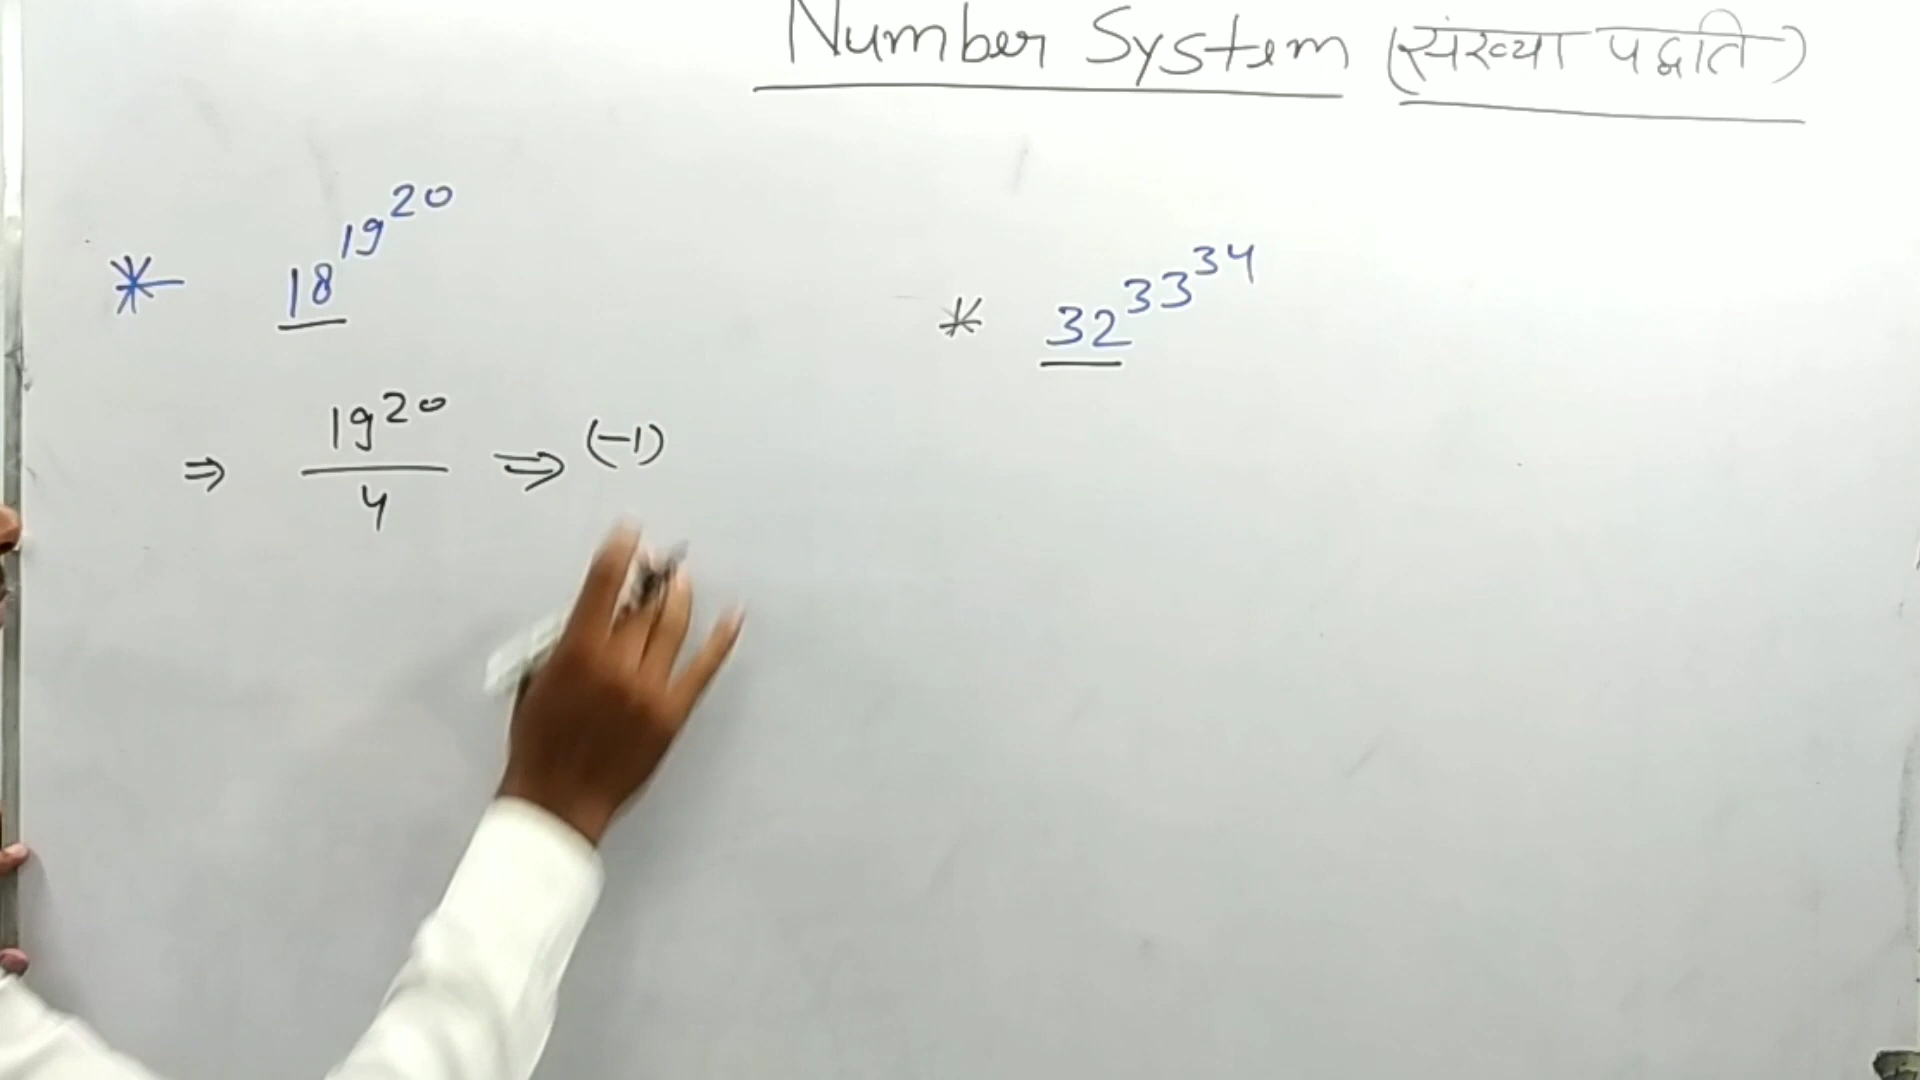 Number System (संख्या पद्धति)
* 18^19^20
* 32^33^34
⇒ 19^20 / 4 ⇒ (-1)